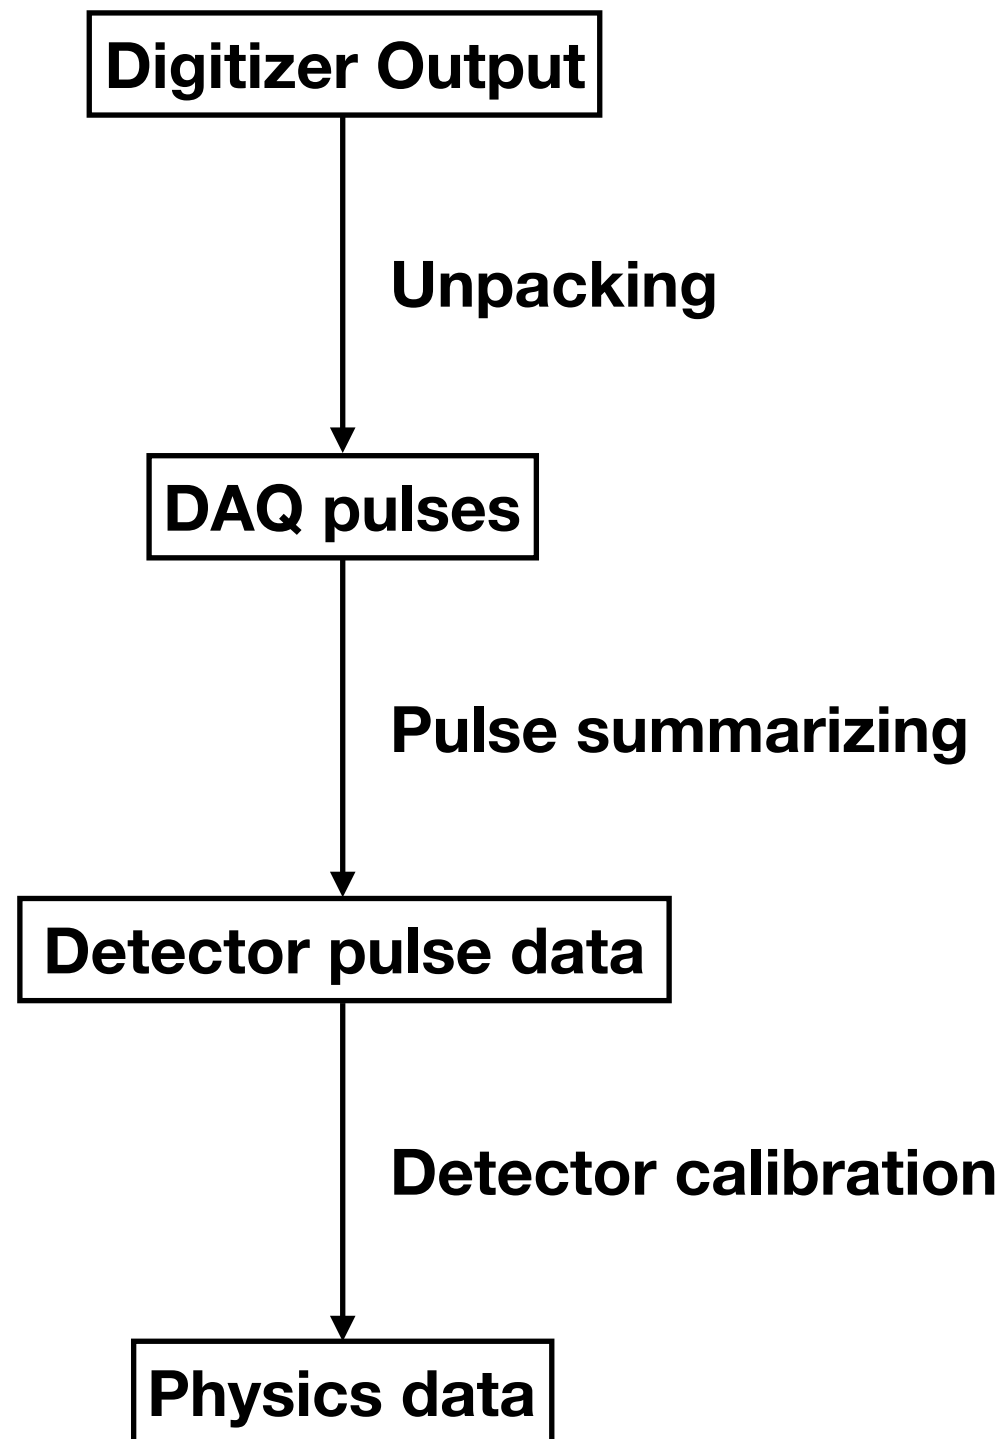 Digitizer Output
Unpacking
DAQ pulses
Pulse summarizing
Detector pulse data
Detector calibration
Physics data